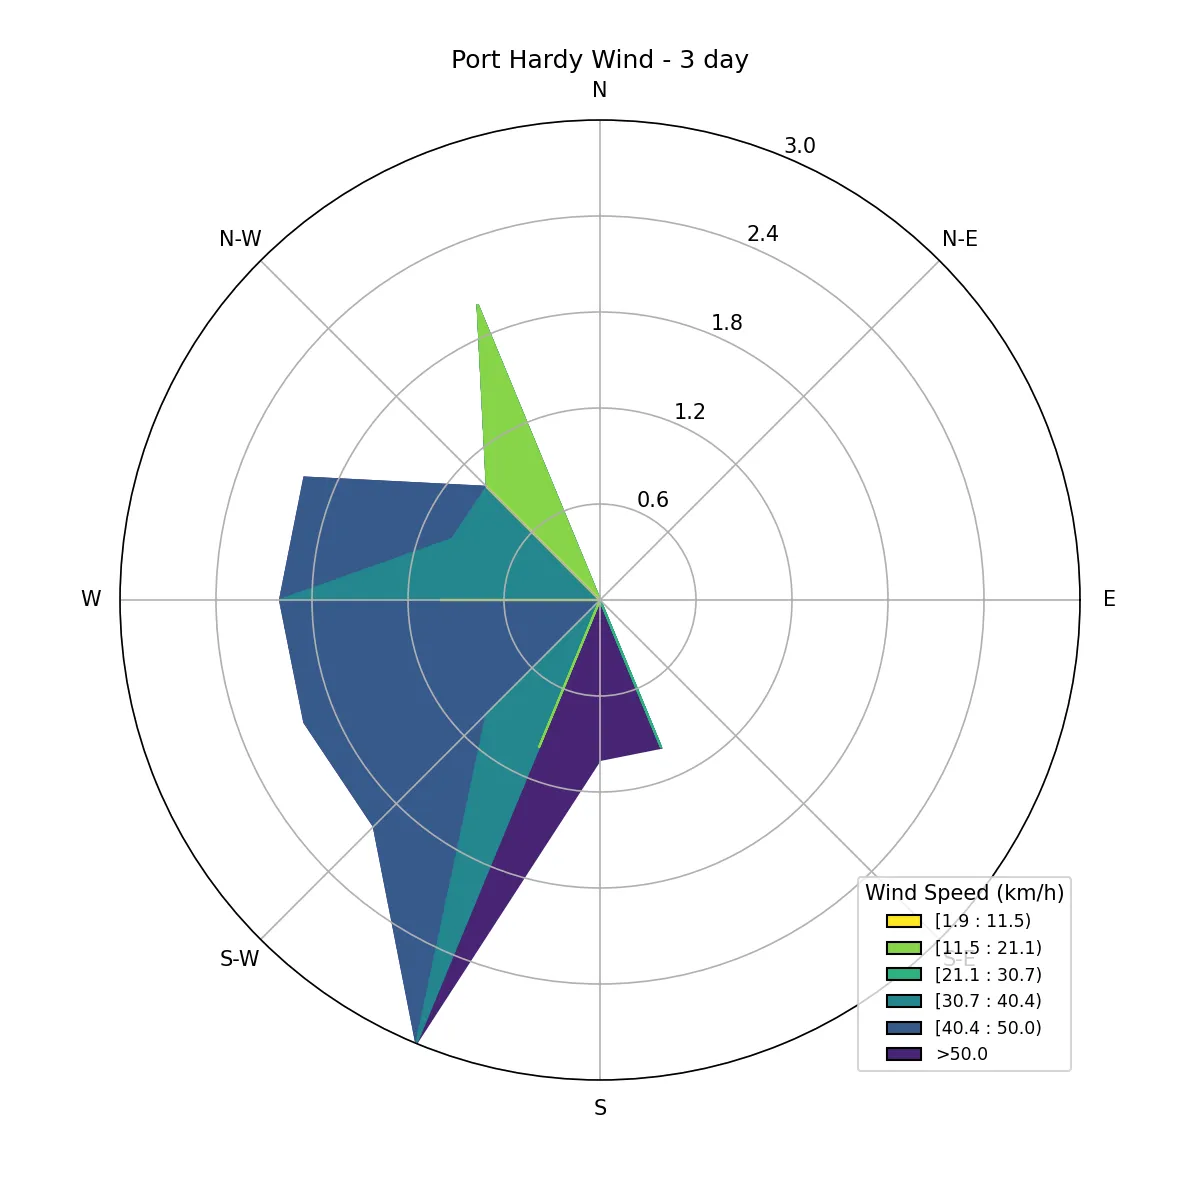 Port Hardy Wind - 3 day
N
3.0
N-W
2.4
N-E
1.8
1.2
0.6
W
E
S-W
S-E
S
Wind Speed (km/h)
[1.9 : 11.5)
[11.5 : 21.1)
[21.1 : 30.7)
[30.7 : 40.4)
[40.4 : 50.0)
>50.0